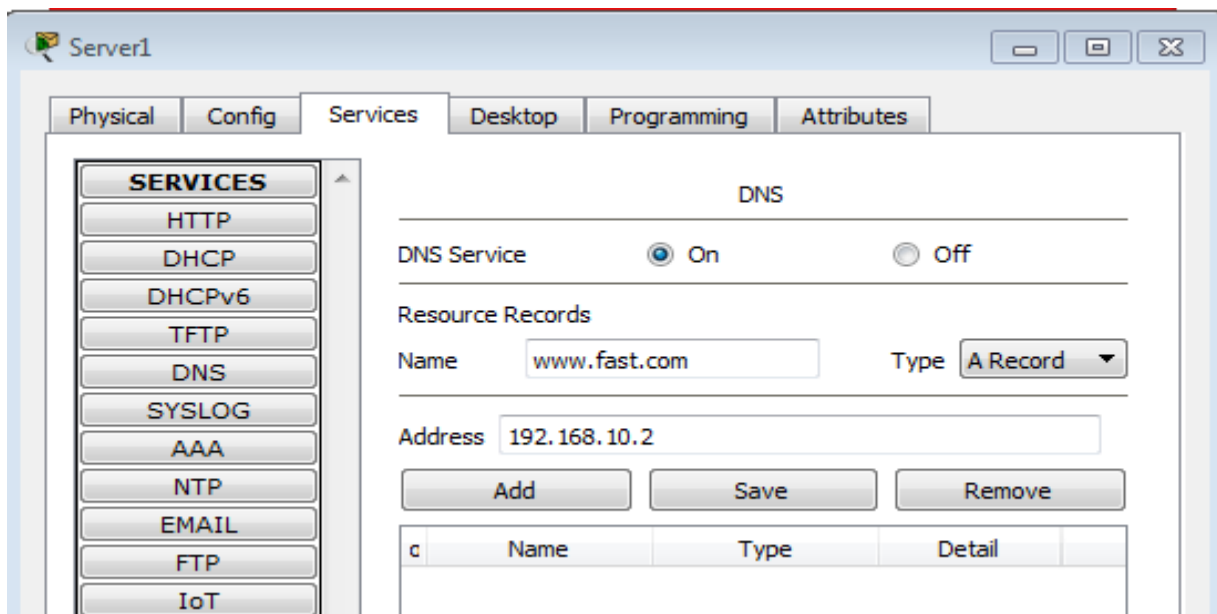 Server1
Physical Config Services Desktop Programming Attributes
SERVICES
HTTP
DHCP
DHCPv6
TFTP
DNS
SYSLOG
AAA
NTP
EMAIL
FTP
IoT
DNS
DNS Service On Off
Resource Records
Name www.fast.com Type A Record
Address 192.168.10.2
Add Save Remove
Name Type Detail